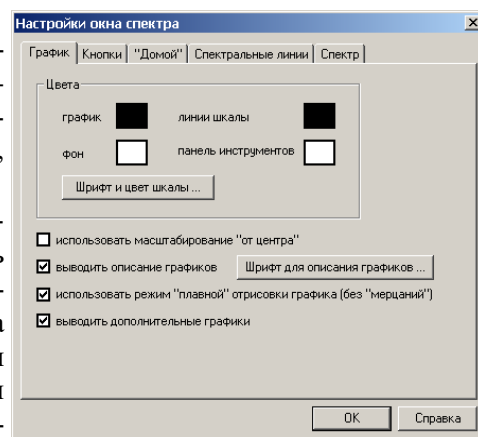 Настройки окна спектра
График Кнопки "Домой" Спектральные линии Спектр
Цвета
график линии шкалы
фон панель инструментов
Шрифт и цвет шкалы ...
использовать масштабирование "от центра"
выводить описание графиков Шрифт для описания графиков ...
использовать режим "плавной" отрисовки графика (без "мерцаний")
выводить дополнительные графики
OK Справка